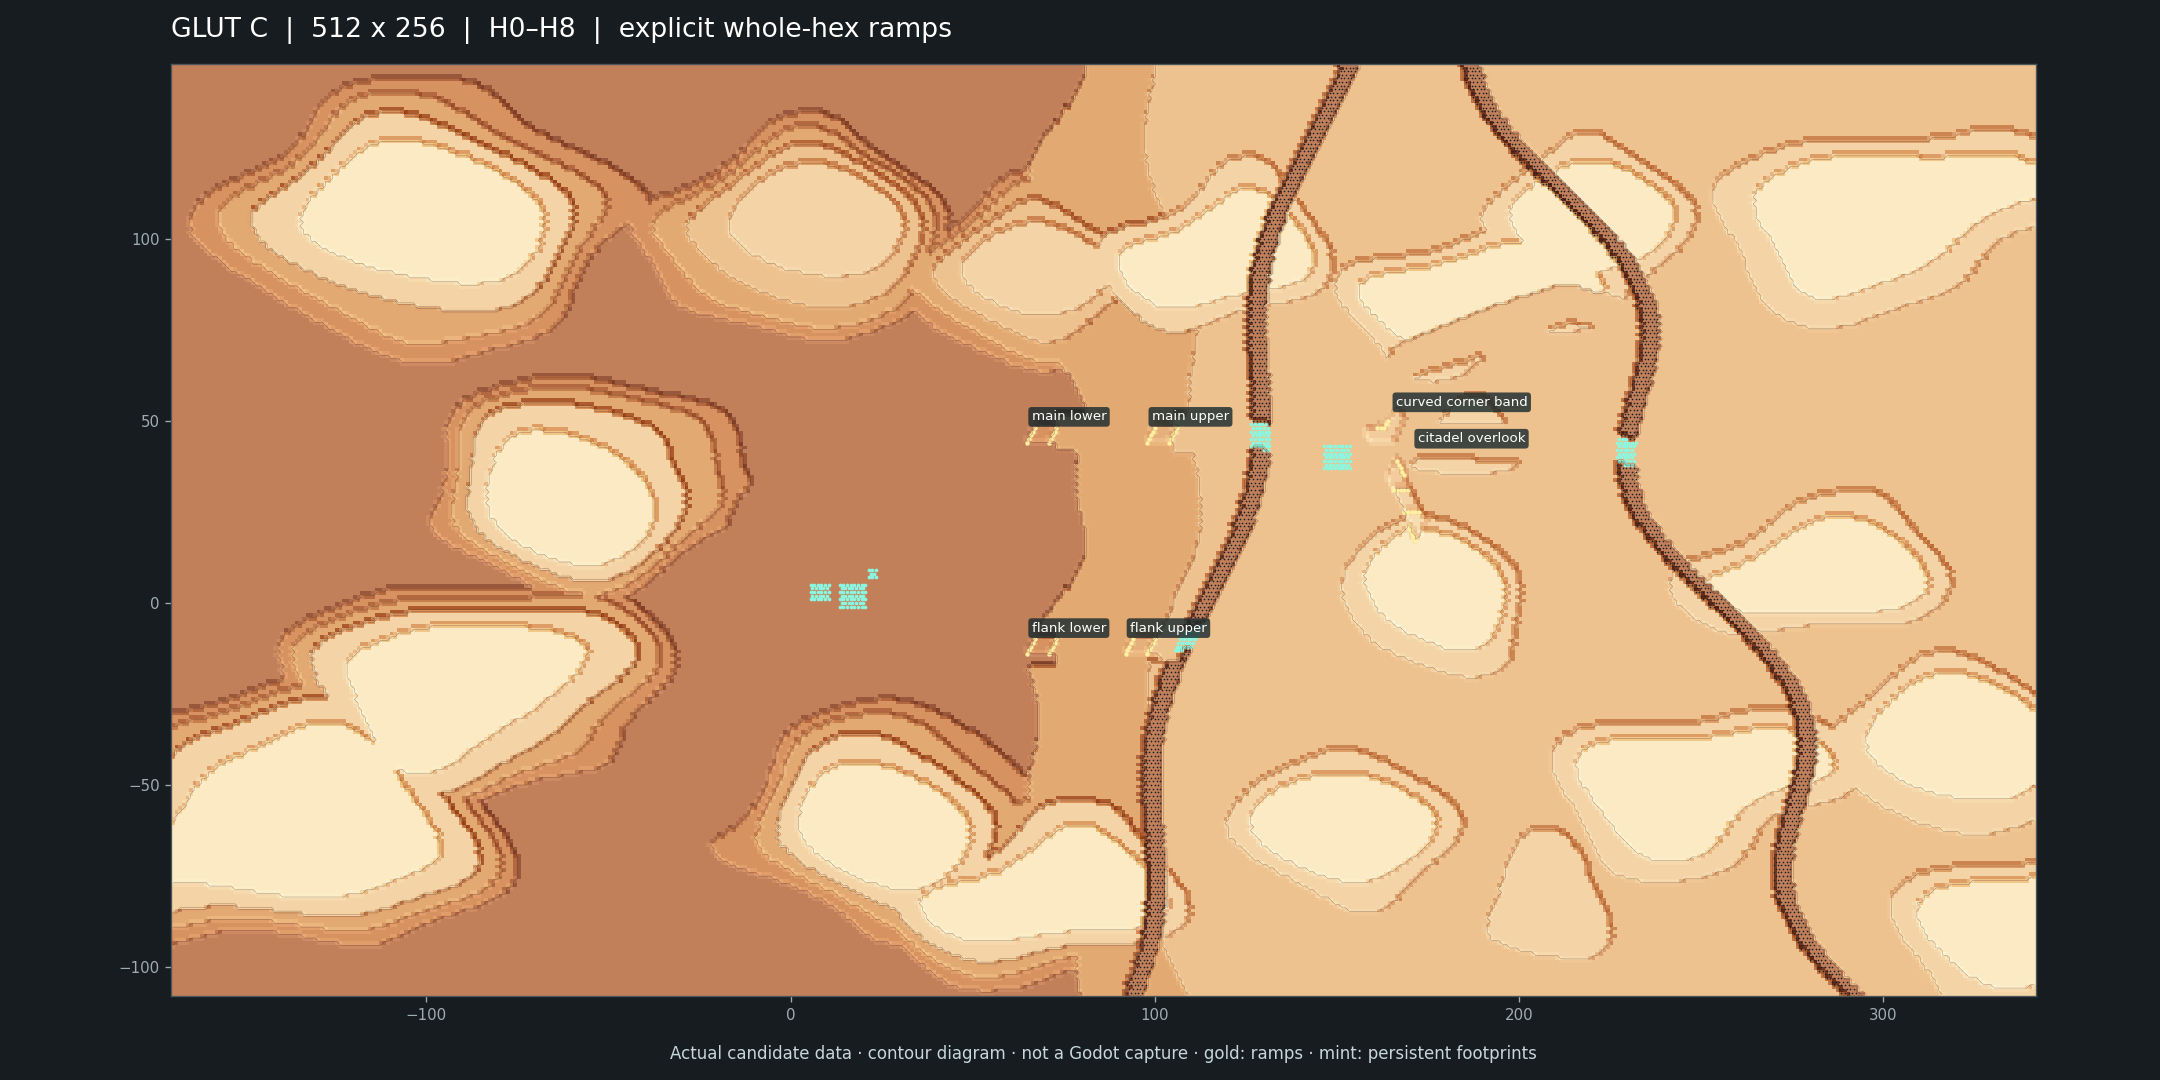 GLUT C | 512 x 256 | H0–H8 | explicit whole-hex ramps
100
50
0
−50
−100
curved corner band
main lower
main upper
citadel overlook
flank lower
flank upper
−100
0
100
200
300
Actual candidate data · contour diagram · not a Godot capture · gold: ramps · mint: persistent footprints